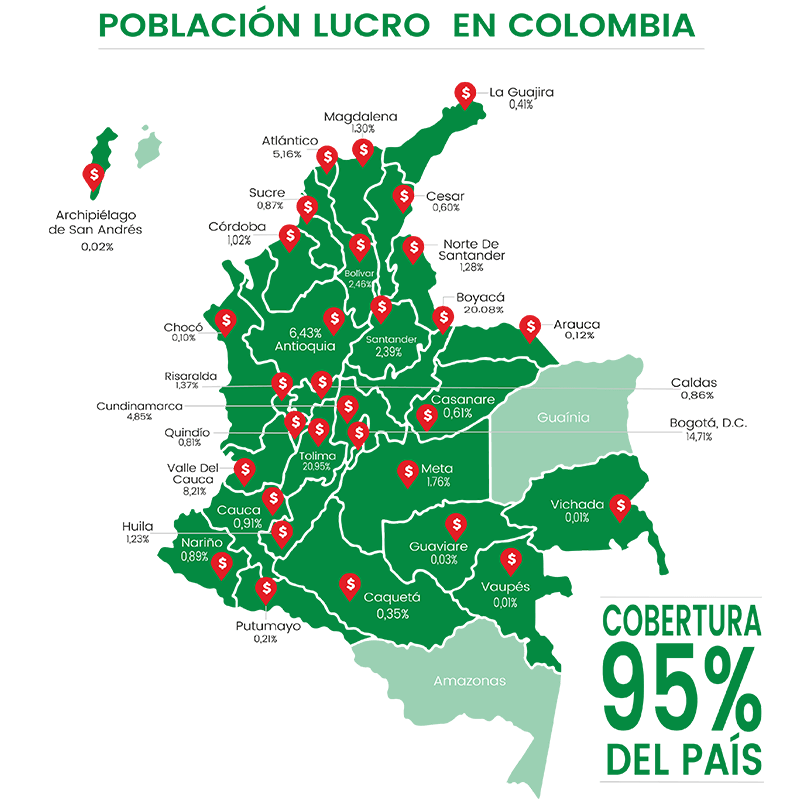 POBLACIÓN LUCRO EN COLOMBIA
La Guajira
0,41%
Magdalena
1,30%
Atlántico
5,16%
Archipiélago
de San Andrés
0,02%
Sucre
0,87%
Cesar
0,60%
Córdoba
1,02%
Norte De
Santander
1,28%
Bolívar
2,46%
Boyacá
20.08%
Chocó
0,10%
6,43%
Antioquia
Santander
2,39%
Arauca
0,12%
Risaralda
1,37%
Caldas
0,86%
Cundinamarca
4,85%
Casanare
0,61%
Guaínia
Quindío
0,81%
Bogotá, D.C.
14,71%
Tolima
20,95%
Valle Del
Cauca
8,21%
Meta
1.76%
Cauca
0,91%
Vichada
0,01%
Huila
1,23%
Nariño
0,89%
Guaviare
0,03%
Vaupés
0,01%
Caquetá
0,35%
Putumayo
0,21%
Amazonas
COBERTURA
95%
DEL PAÍS